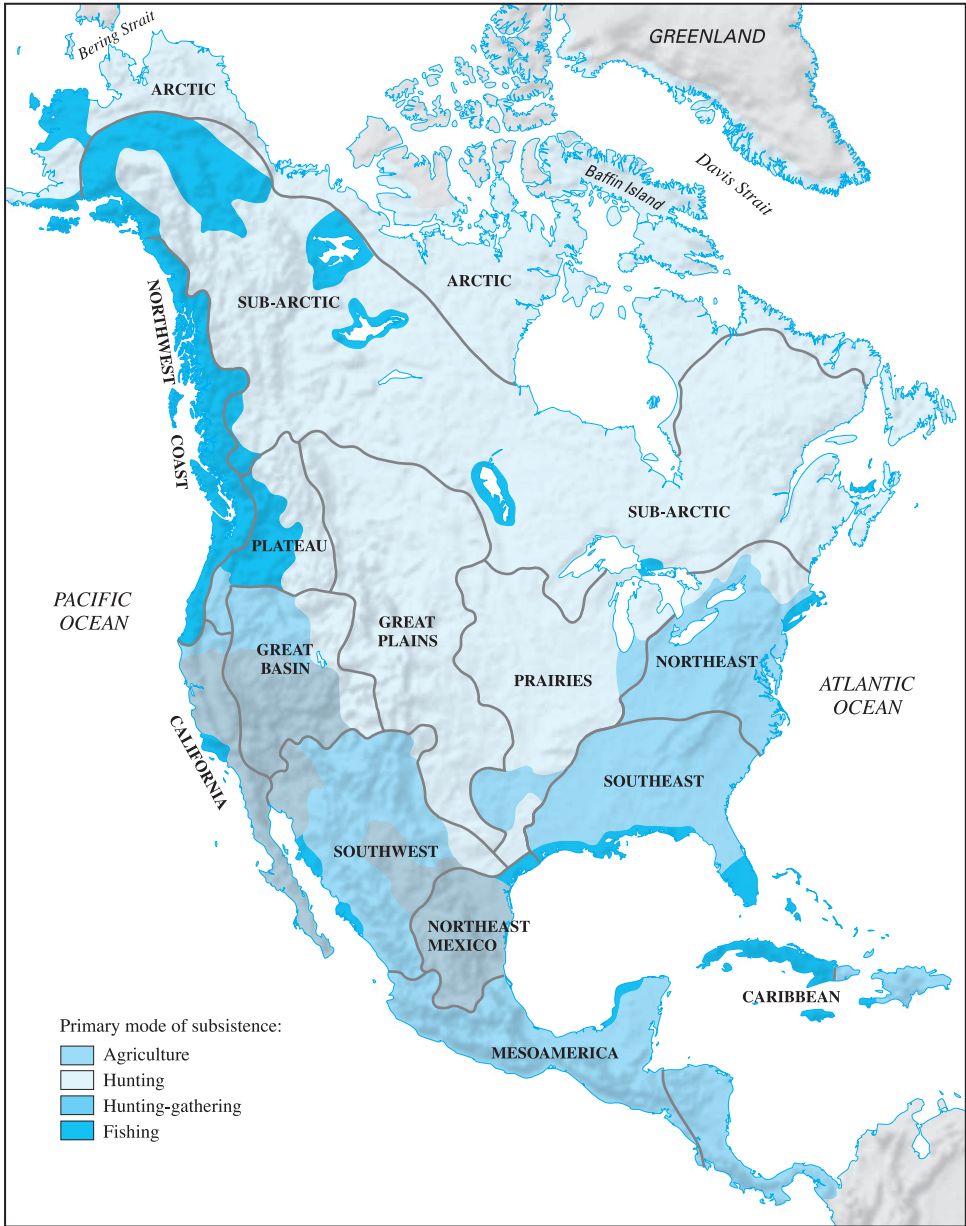 Bering Strait
GREENLAND
ARCTIC
Davis Strait
Baffin Island
ARCTIC
SUB-ARCTIC
NORTHWEST
COAST
SUB-ARCTIC
PLATEAU
PACIFIC
OCEAN
GREAT
PLAINS
GREAT
BASIN
NORTHEAST
PRAIRIES
ATLANTIC
OCEAN
CALIFORNIA
SOUTHEAST
SOUTHWEST
NORTHEAST
MEXICO
CARIBBEAN
MESOAMERICA
Primary mode of subsistence:
Agriculture
Hunting
Hunting-gathering
Fishing